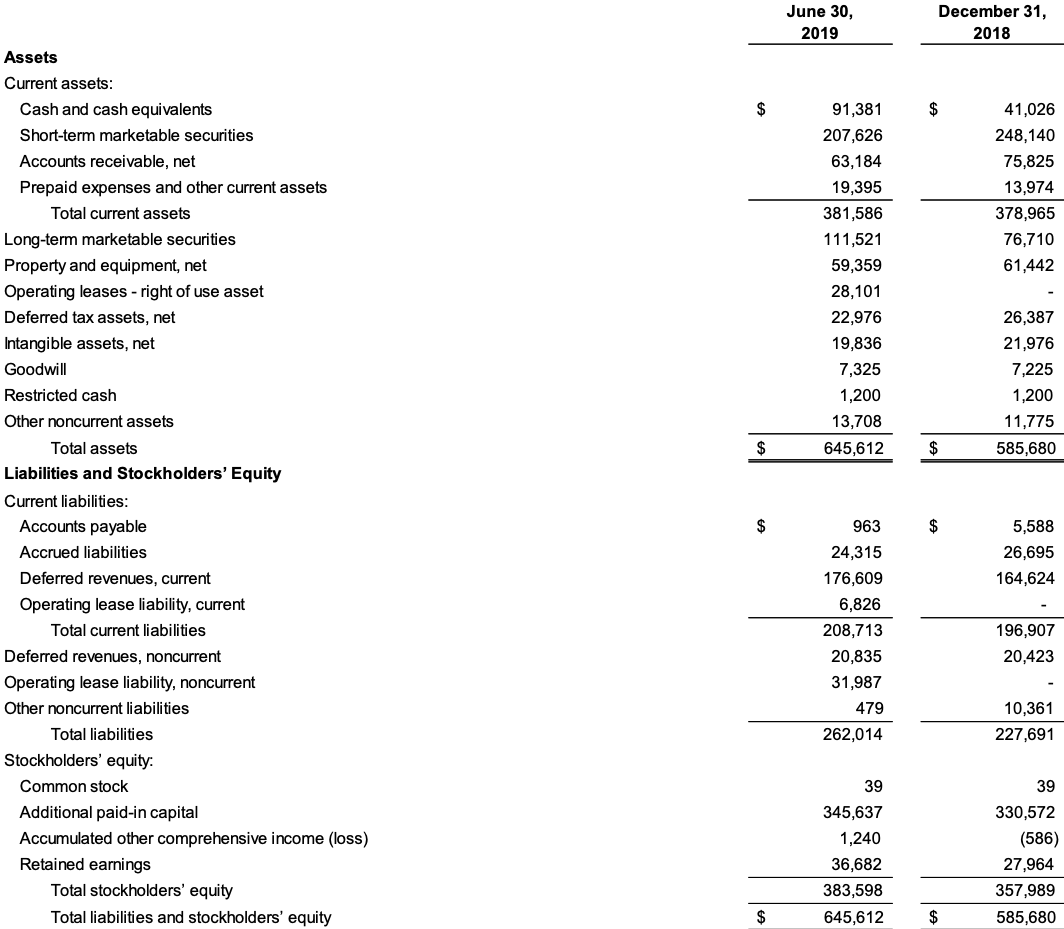 June 30, December 31,
2019 2018
Assets
Current assets:
Cash and cash equivalents $ 91,381 $ 41,026
Short-term marketable securities 207,626 248,140
Accounts receivable, net 63,184 75,825
Prepaid expenses and other current assets 19,395 13,974
Total current assets 381,586 378,965
Long-term marketable securities 111,521 76,710
Property and equipment, net 59,359 61,442
Operating leases - right of use asset 28,101 -
Deferred tax assets, net 22,976 26,387
Intangible assets, net 19,836 21,976
Goodwill 7,325 7,225
Restricted cash 1,200 1,200
Other noncurrent assets 13,708 11,775
Total assets $ 645,612 $ 585,680
Liabilities and Stockholders’ Equity
Current liabilities:
Accounts payable $ 963 $ 5,588
Accrued liabilities 24,315 26,695
Deferred revenues, current 176,609 164,624
Operating lease liability, current 6,826 -
Total current liabilities 208,713 196,907
Deferred revenues, noncurrent 20,835 20,423
Operating lease liability, noncurrent 31,987 -
Other noncurrent liabilities 479 10,361
Total liabilities 262,014 227,691
Stockholders’ equity:
Common stock 39 39
Additional paid-in capital 345,637 330,572
Accumulated other comprehensive income (loss) 1,240 (586)
Retained earnings 36,682 27,964
Total stockholders’ equity 383,598 357,989
Total liabilities and stockholders’ equity $ 645,612 $ 585,680